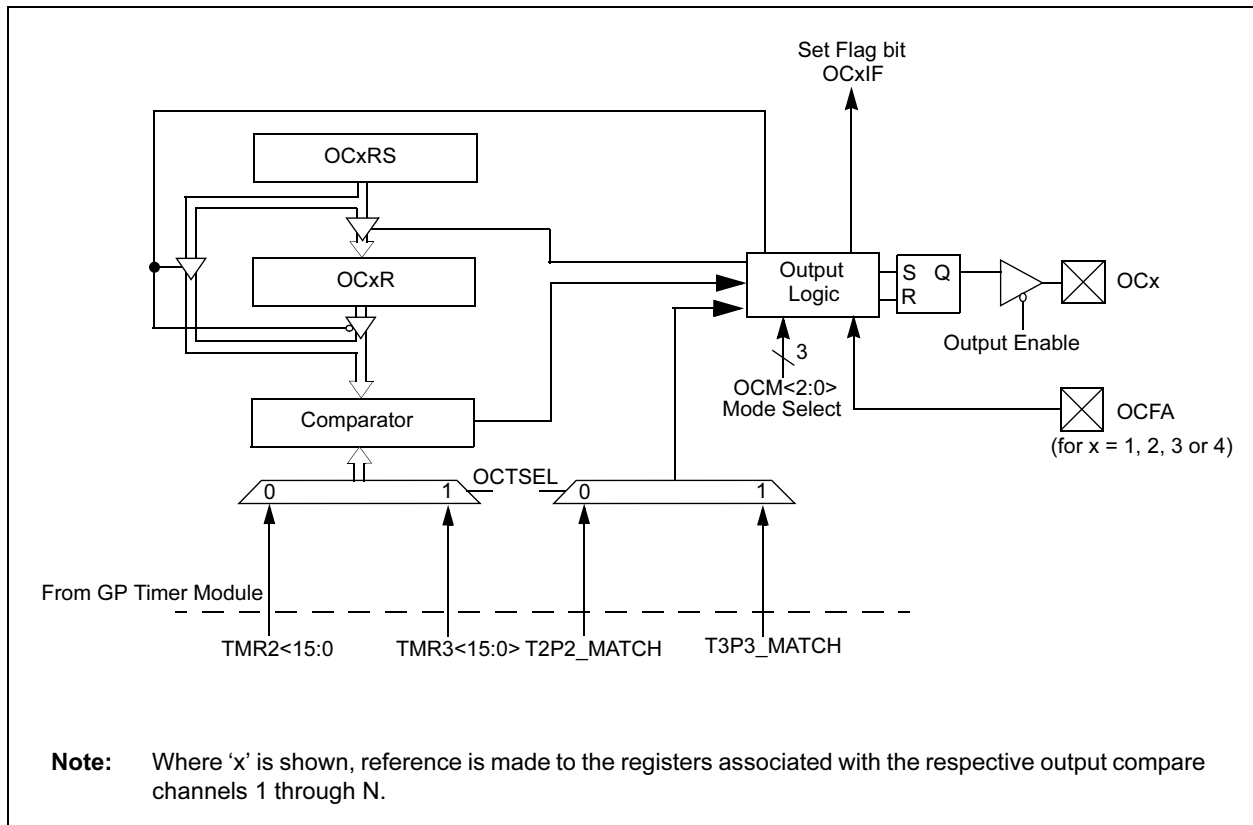 Set Flag bit
OCxIF
OCxRS
OCxR
Output
Logic
S Q
R
OCx
Output Enable
3
OCM<2:0>
Mode Select
OCFA
(for x = 1, 2, 3 or 4)
Comparator
OCTSEL
0 1
0 1
From GP Timer Module
TMR2<15:0
TMR3<15:0>
T2P2_MATCH
T3P3_MATCH
Note: Where ‘x’ is shown, reference is made to the registers associated with the respective output compare
channels 1 through N.